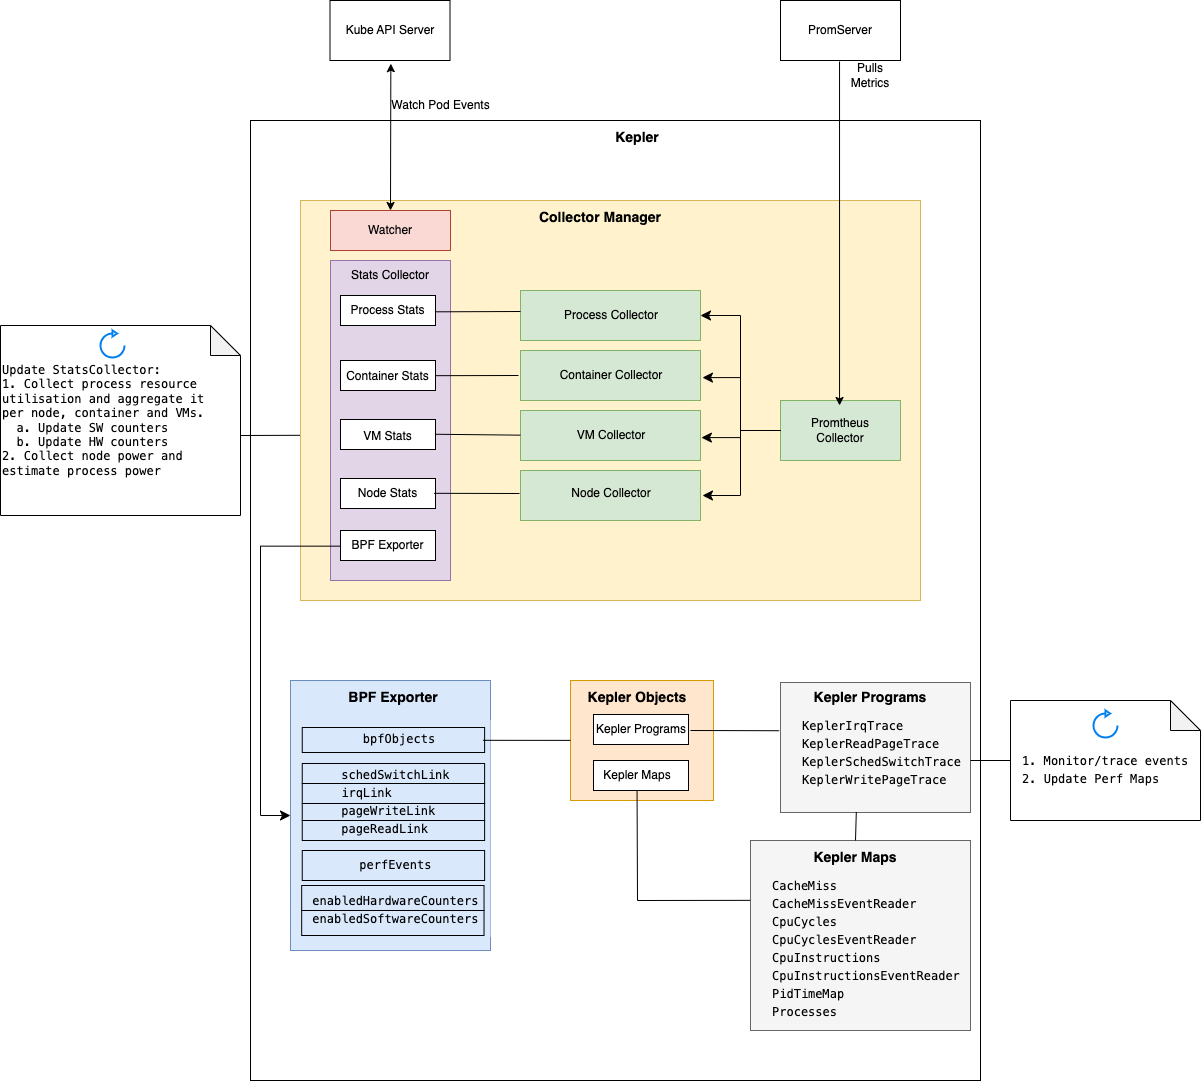 Kube API Server
PromServer
Pulls
Metrics
Watch Pod Events
Kepler
Collector Manager
Watcher
Stats Collector
Process Stats
Container Stats
VM Stats
Node Stats
BPF Exporter
Process Collector
Container Collector
VM Collector
Node Collector
Promtheus
Collector
Update StatsCollector:
1. Collect process resource
utilisation and aggregate it
per node, container and VMs.
a. Update SW counters
b. Update HW counters
2. Collect node power and
estimate process power
BPF Exporter
bpfObjects
schedSwitchLink
irqLink
pageWriteLink
pageReadLink
perfEvents
enabledHardwareCounters
enabledSoftwareCounters
Kepler Objects
Kepler Programs
Kepler Maps
Kepler Programs
KeplerIrqTrace
KeplerReadPageTrace
KeplerSchedSwitchTrace
KeplerWritePageTrace
1. Monitor/trace events
2. Update Perf Maps
Kepler Maps
CacheMiss
CacheMissEventReader
CpuCycles
CpuCyclesEventReader
CpuInstructions
CpuInstructionsEventReader
PidTimeMap
Processes